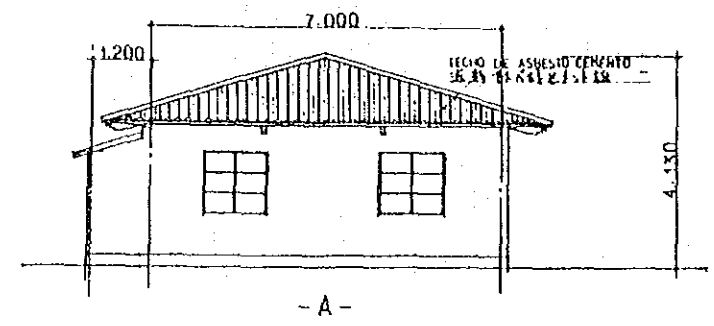 7.000
1.200
TECHO DE ASBESTO CEMENTO
4.130
- A -